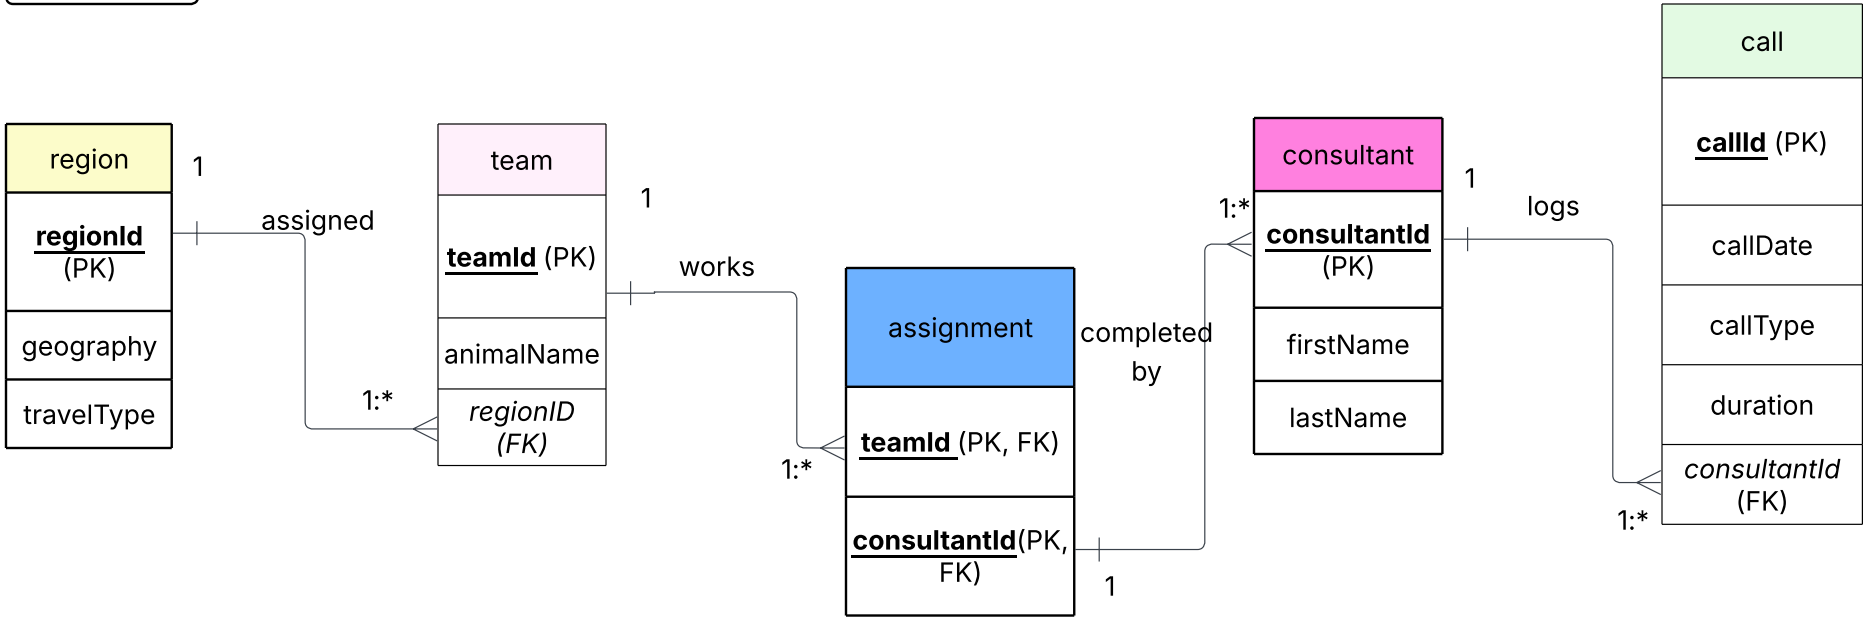 region
1
regionId
(PK)
geography
travelType
assigned
1:*
team
1
teamId (PK)
animalName
regionID
(FK)
works
1:*
assignment
teamId (PK, FK)
consultantId(PK,
FK)
1
completed
by
1:*
consultant
1
consultantId
(PK)
firstName
lastName
logs
1:*
call
callId (PK)
callDate
callType
duration
consultantId
(FK)